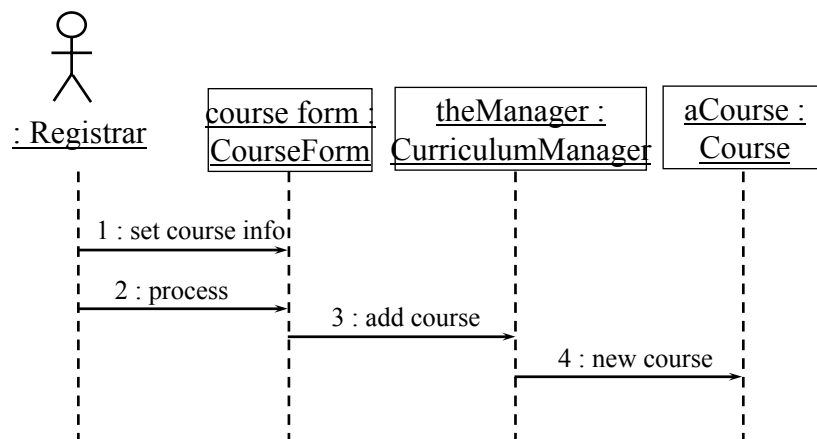 : Registrar
course form :
CourseForm
theManager :
CurriculumManager
aCourse :
Course
1 : set course info
2 : process
3 : add course
4 : new course